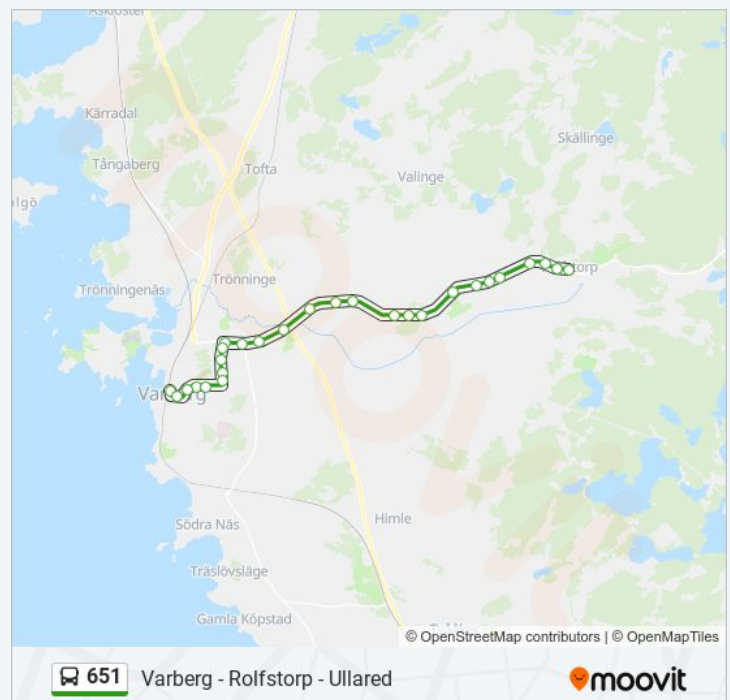 Kärradal
Skällinge
Tångaberg
Tofta
Valinge
Trönninge
Trönningenäs
Himle
Södra Näs
Träslövsläge
Gamla Köpstad
© OpenStreetMap contributors | © OpenMapTiles
651 Varberg - Rolfstorp - Ullared
moovit